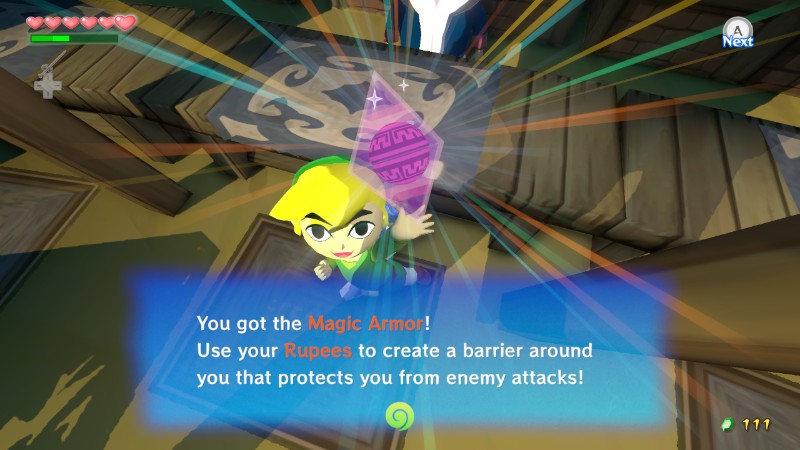 A
Next
You got the Magic Armor!
Use your Rupees to create a barrier around
you that protects you from enemy attacks!
111